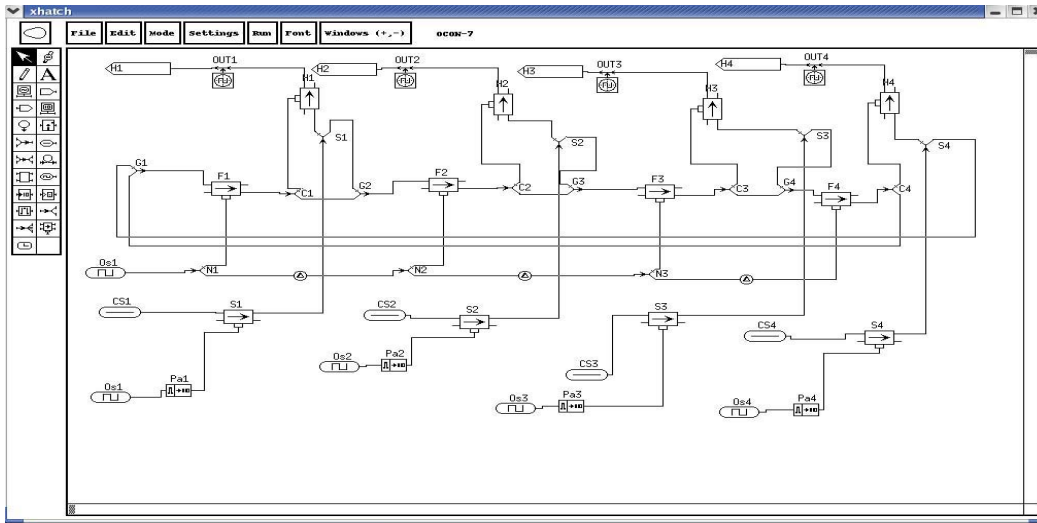 xhatch
File Edit Mode Settings Run Font Windows (+,-) OCON-7
A
H1 OUT1 H2 OUT2 H3 OUT3 H4 OUT4
H1 H2 H3 H4
S1 S2 S3 S4
G1 F1 C1 G2 F2 C2 G3 F3 C3 G4 F4 C4
Os1 N1 N2 N3
CS1 S1 CS2 S2 S3 CS4 S4
Os2 Pa2
CS3
Os1 Pa1 Os3 Pa3 Os4 Pa4